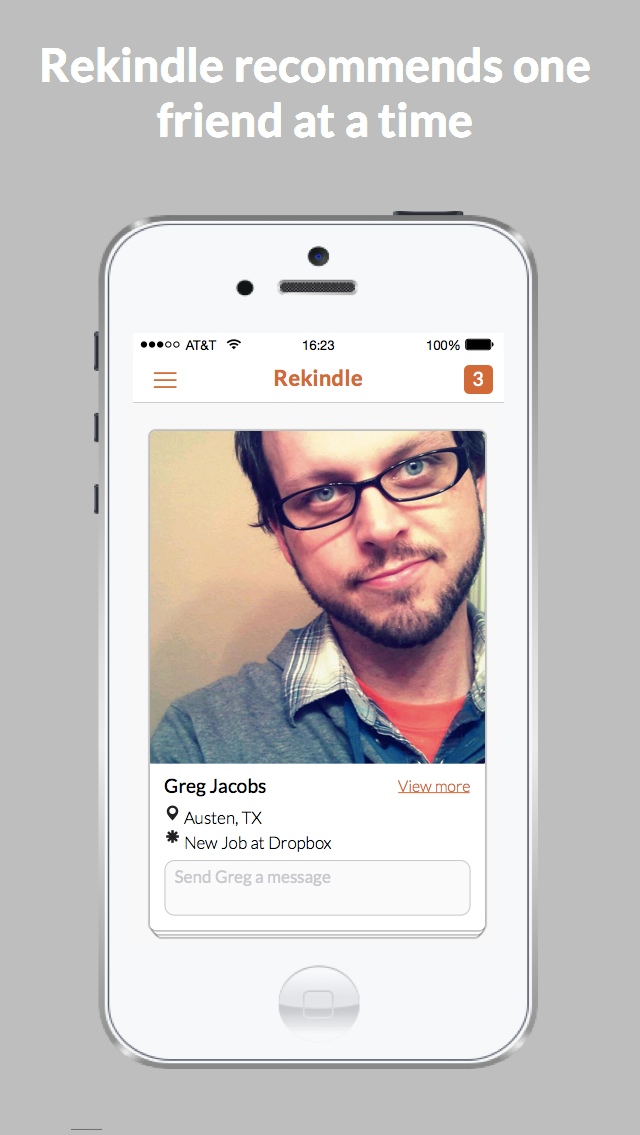 Rekindle recommends one
friend at a time
AT&T 16:23 100%
Rekindle 3
Greg Jacobs View more
Austen, TX
New Job at Dropbox
Send Greg a message